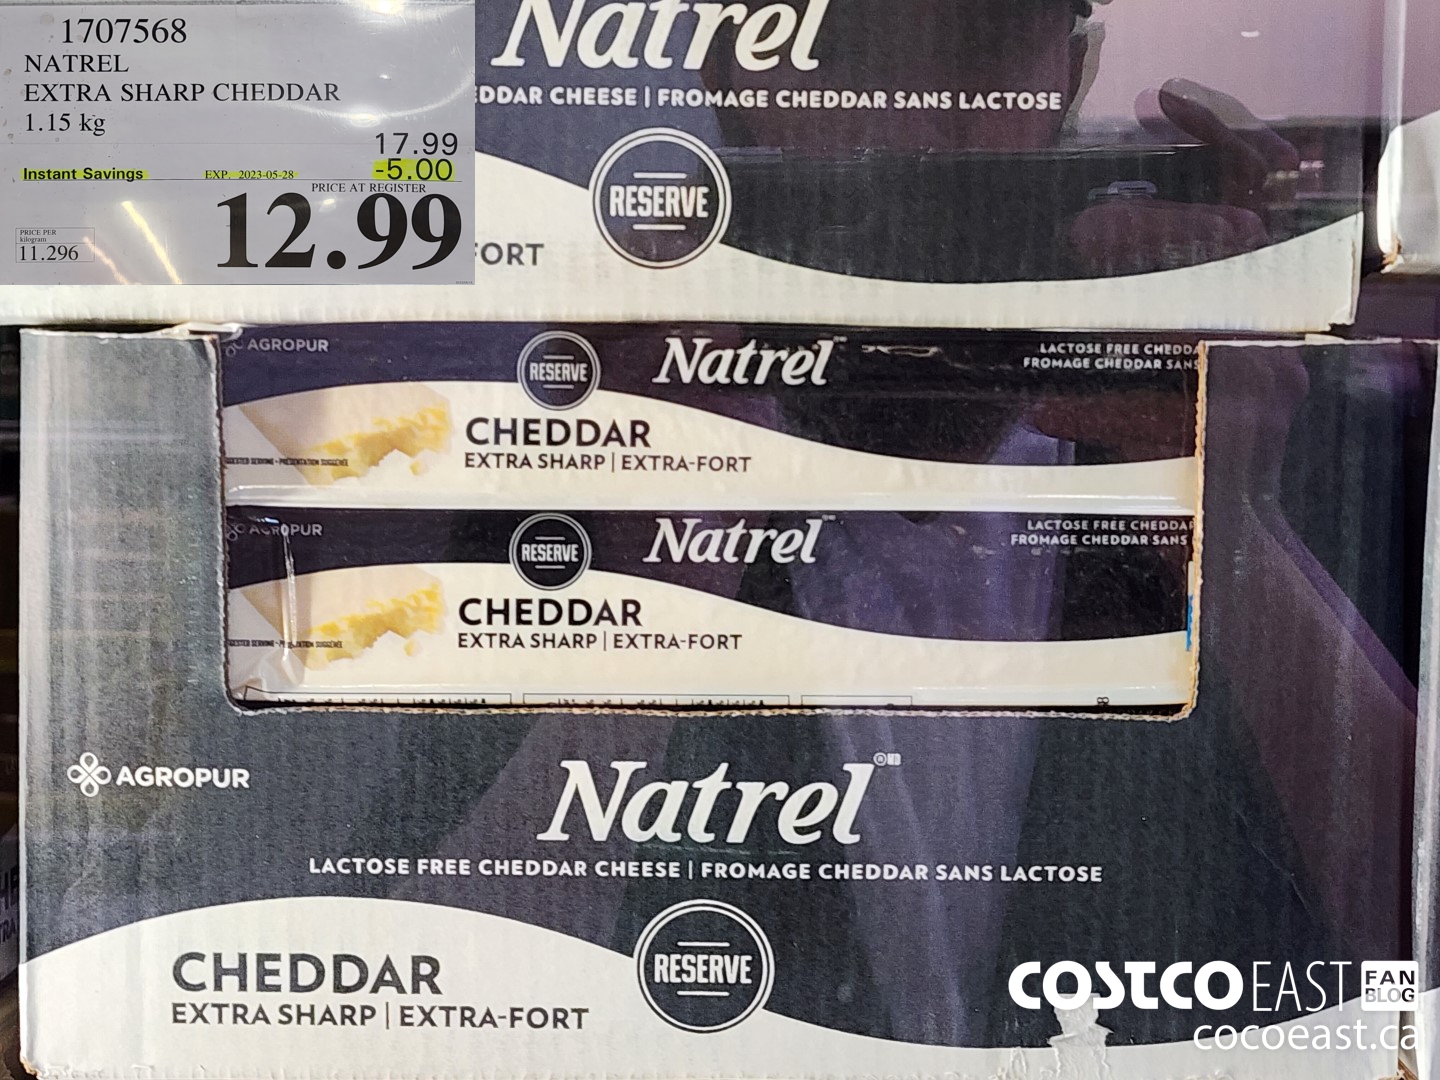 1707568
NATREL
EXTRA SHARP CHEDDAR
1.15 kg
17.99
Instant Savings EXP. 2023-05-28 -5.00
PRICE AT REGISTER
12.99
PRICE PER
kilogram
11.296
Natrel
EDDAR CHEESE | FROMAGE CHEDDAR SANS LACTOSE
RESERVE
FORT
AGROPUR
RESERVE
Natrel
LACTOSE FREE CHEDDA
FROMAGE CHEDDAR SANS
CHEDDAR
EXTRA SHARP | EXTRA-FORT
AGROPUR
RESERVE
Natrel
LACTOSE FREE CHEDDAR
FROMAGE CHEDDAR SANS
CHEDDAR
EXTRA SHARP | EXTRA-FORT
AGROPUR
Natrel
LACTOSE FREE CHEDDAR CHEESE | FROMAGE CHEDDAR SANS LACTOSE
CHEDDAR
EXTRA SHARP | EXTRA-FORT
RESERVE
COSTCO EAST FAN BLOG
cocoeast.ca